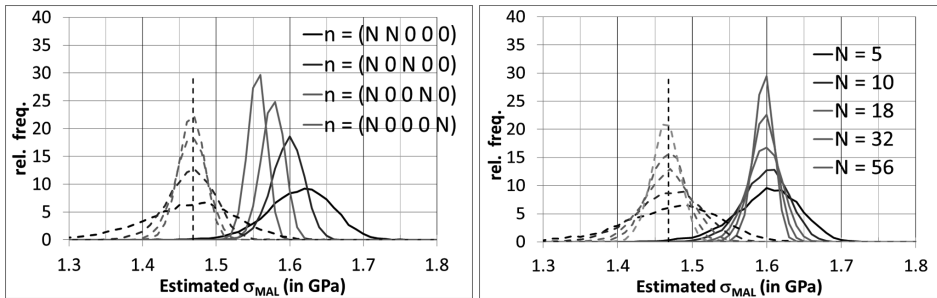 40
35
30
25
20
15
10
5
0
rel. freq.
n = (N N 0 0 0)
n = (N 0 N 0 0)
n = (N 0 0 N 0)
n = (N 0 0 0 N)
1.3 1.4 1.5 1.6 1.7 1.8
Estimated σMAL (in GPa)
40
35
30
25
20
15
10
5
0
rel. freq.
N = 5
N = 10
N = 18
N = 32
N = 56
1.3 1.4 1.5 1.6 1.7 1.8
Estimated σMAL (in GPa)